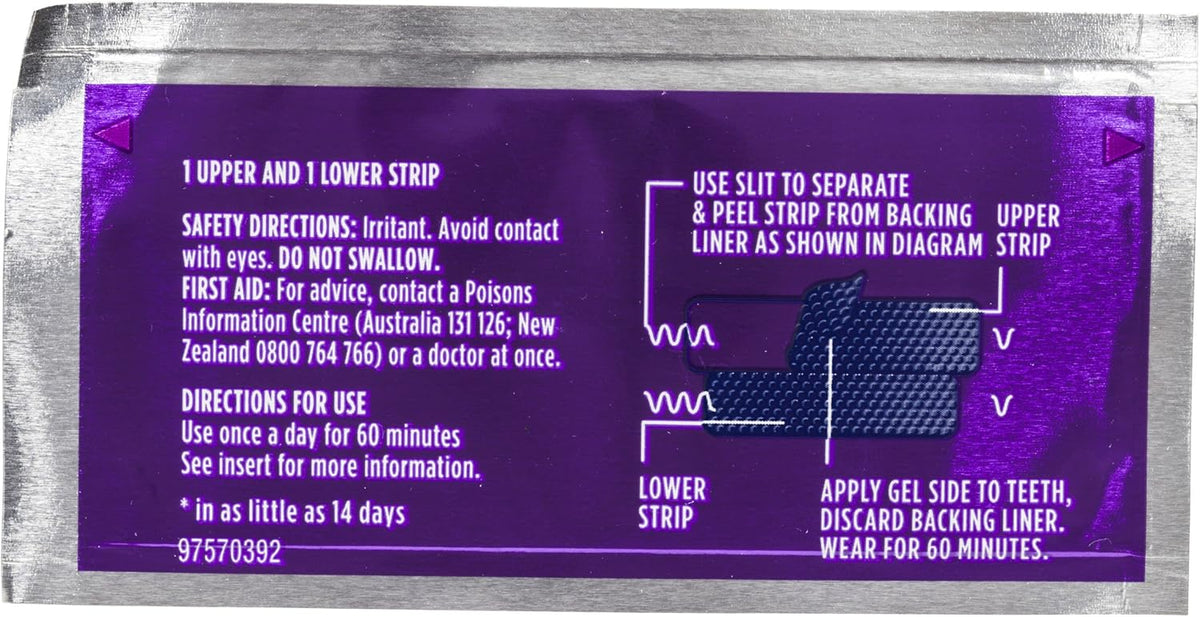 1 UPPER AND 1 LOWER STRIP
SAFETY DIRECTIONS: Irritant. Avoid contact
with eyes. DO NOT SWALLOW.
FIRST AID: For advice, contact a Poisons
Information Centre (Australia 131 126; New
Zealand 0800 764 766) or a doctor at once.
DIRECTIONS FOR USE
Use once a day for 60 minutes
See insert for more information.
* in as little as 14 days
97570392
USE SLIT TO SEPARATE
& PEEL STRIP FROM BACKING
LINER AS SHOWN IN DIAGRAM
UPPER
STRIP
LOWER
STRIP
APPLY GEL SIDE TO TEETH,
DISCARD BACKING LINER.
WEAR FOR 60 MINUTES.